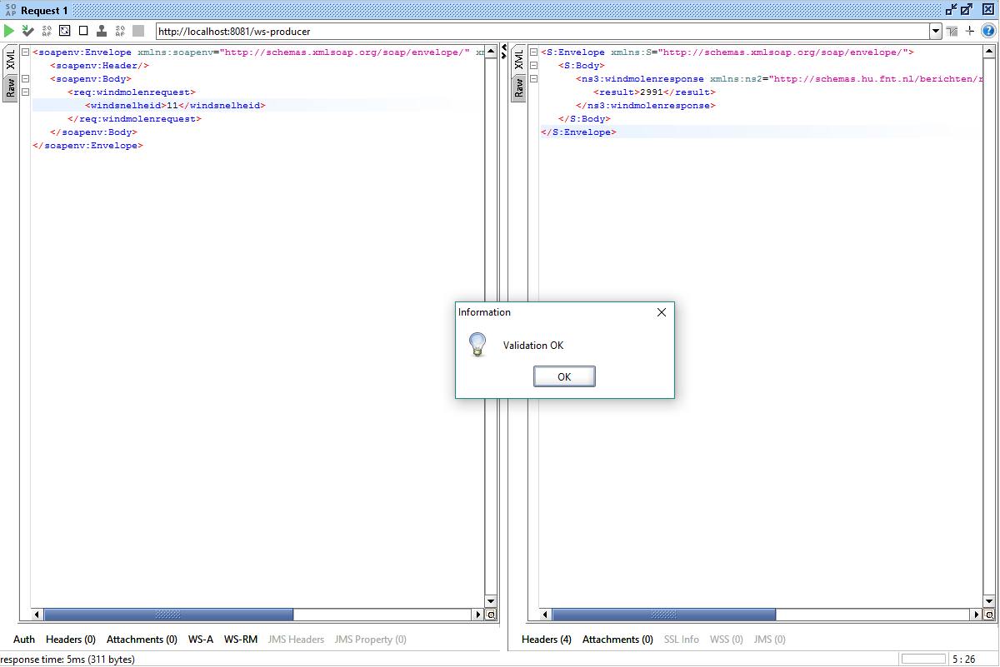 SO
AP
Request 1
http://localhost:8081/ws-producer
XML
Raw
<soapenv:Envelope xmlns:soapenv="http://schemas.xmlsoap.org/soap/envelope/" xm
<soapenv:Header/>
<soapenv:Body>
<req:windmolenrequest>
<windsnelheid>11</windsnelheid>
</req:windmolenrequest>
</soapenv:Body>
</soapenv:Envelope>
XML
Raw
<S:Envelope xmlns:S="http://schemas.xmlsoap.org/soap/envelope/">
<S:Body>
<ns3:windmolenresponse xmlns:ns2="http://schemas.hu.fnt.nl/berichten/r
<result>2991</result>
</ns3:windmolenresponse>
</S:Body>
</S:Envelope>
Information
Validation OK
OK
Auth Headers (0) Attachments (0) WS-A WS-RM JMS Headers JMS Property (0)
Headers (4) Attachments (0) SSL Info WSS (0) JMS (0)
response time: 5ms (311 bytes)
5 : 26